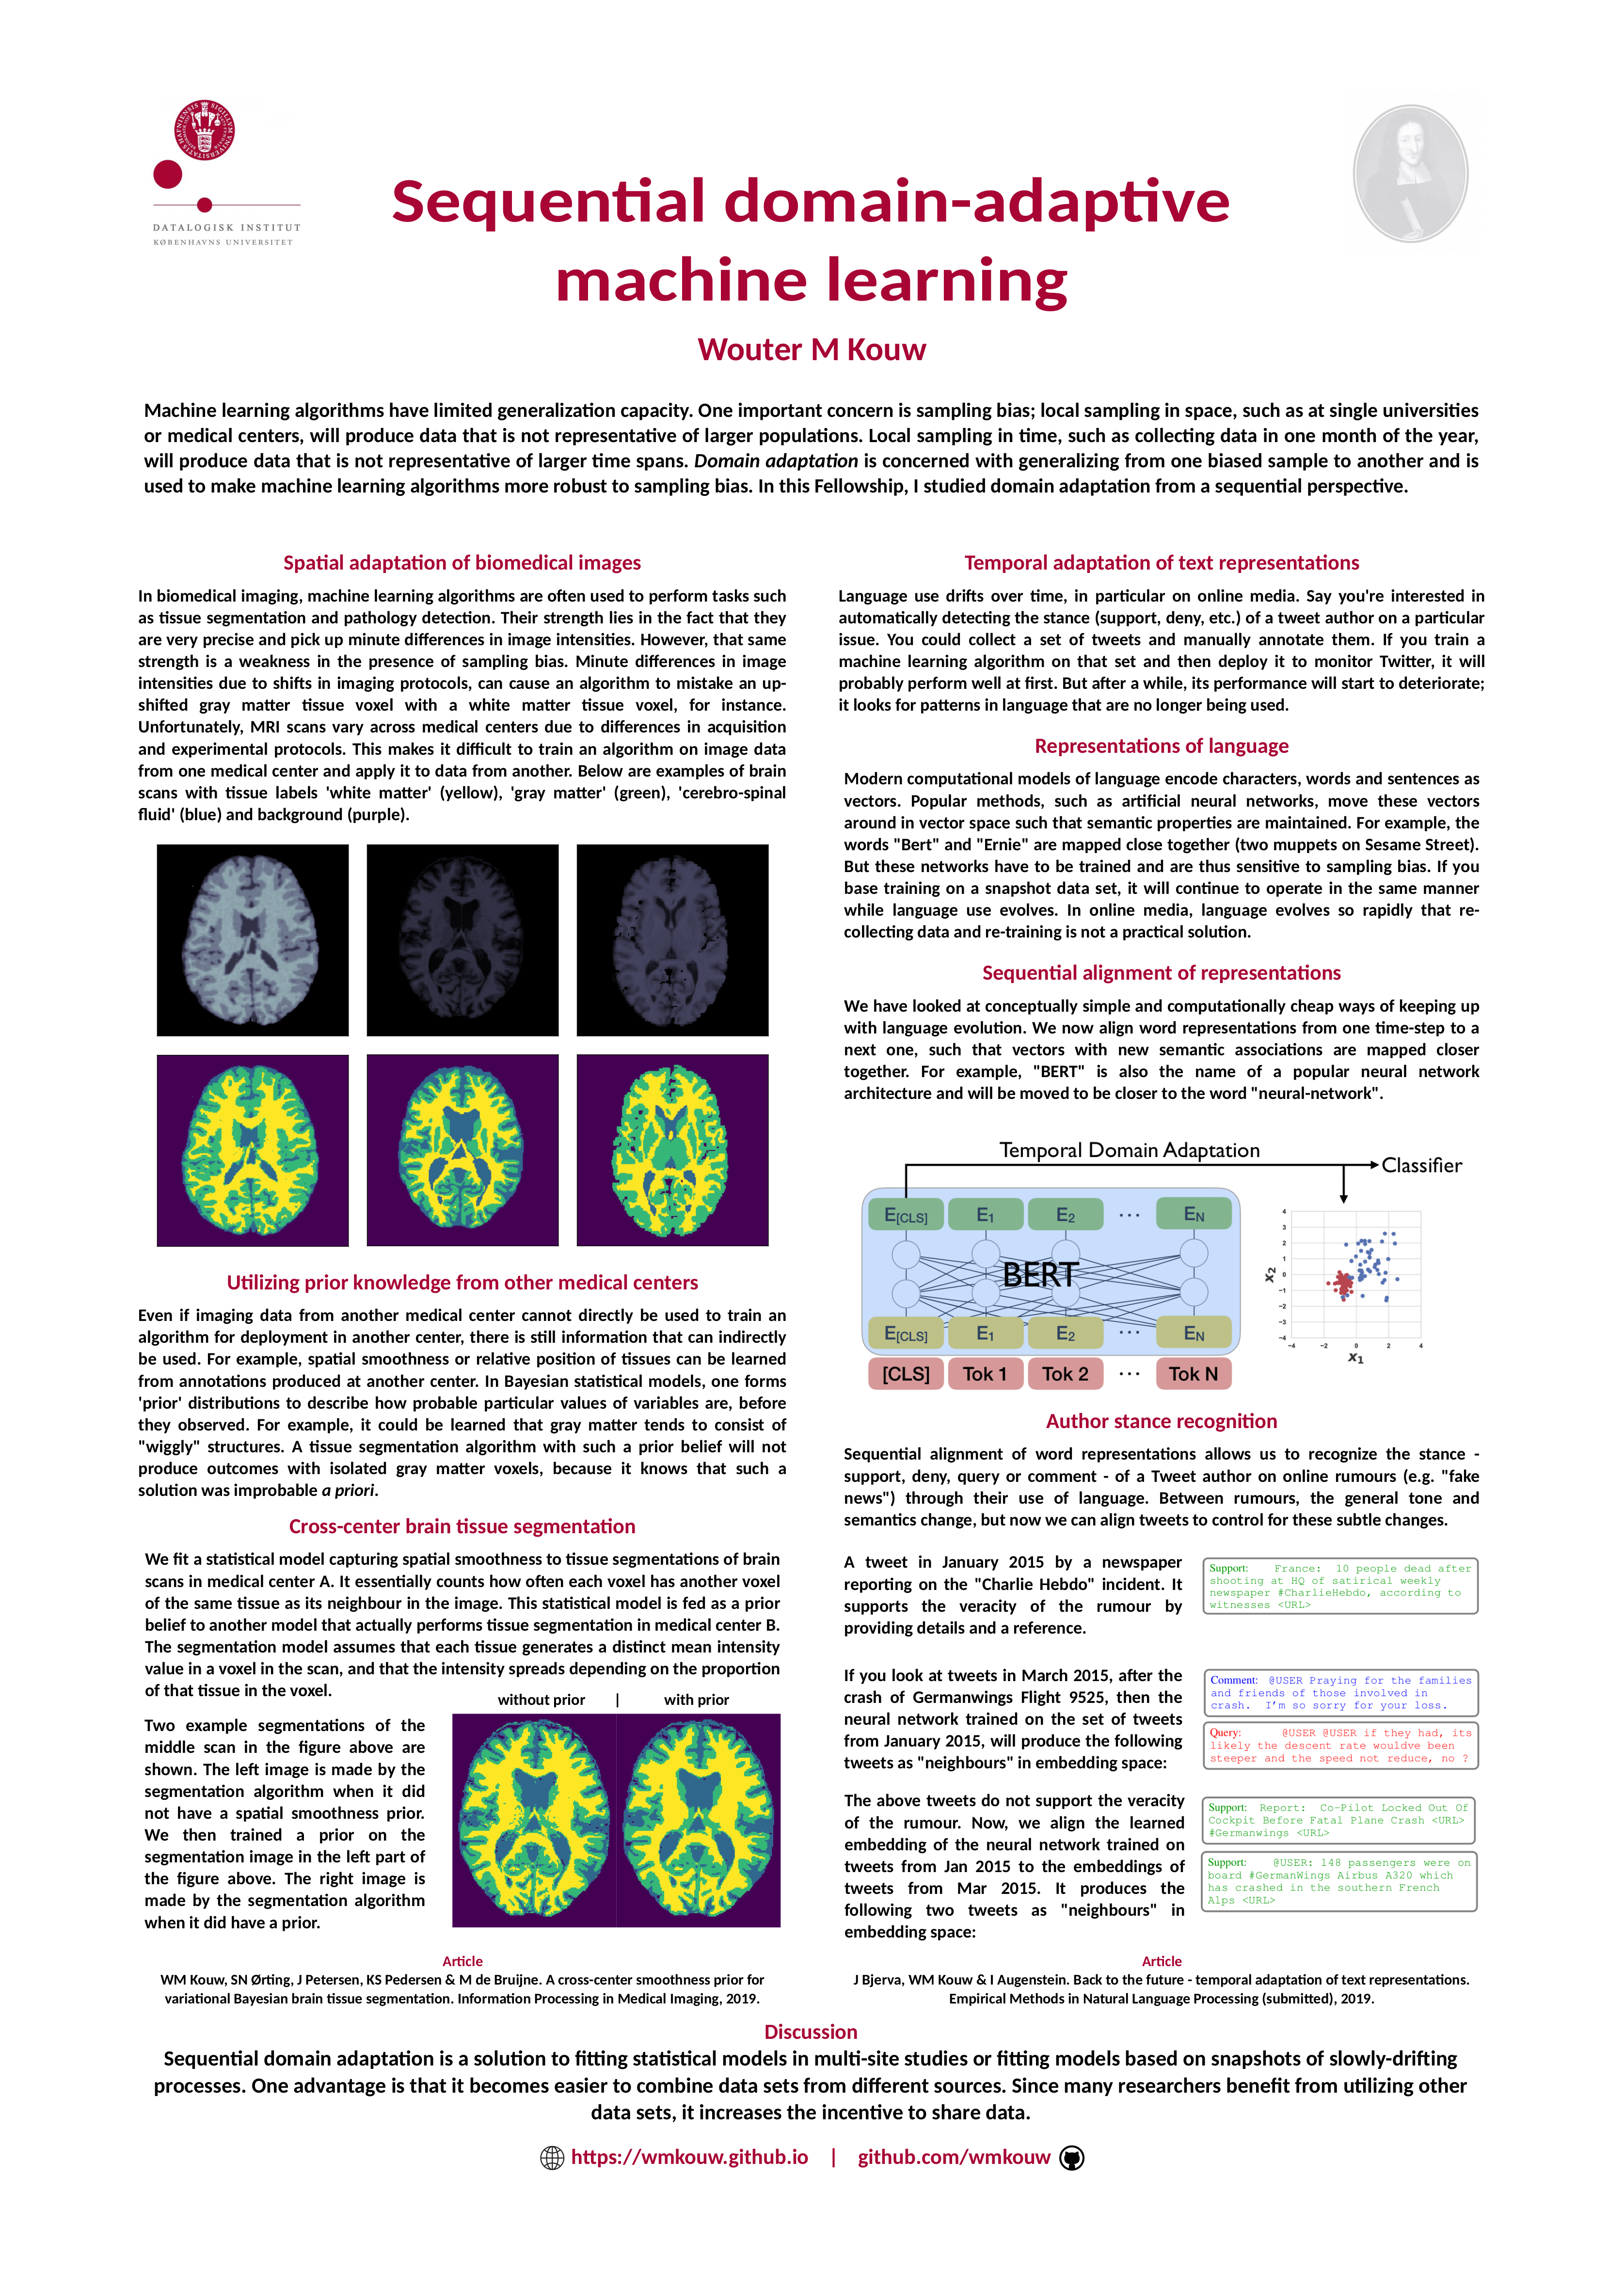 SIGILLVM UNIVERSITATIS HAFNIENSIS
DATALOGISK INSTITUT
KØBENHAVNS UNIVERSITET
Sequential domain-adaptive
machine learning
Wouter M Kouw
Machine learning algorithms have limited generalization capacity. One important concern is sampling bias; local sampling in space, such as at single universities
or medical centers, will produce data that is not representative of larger populations. Local sampling in time, such as collecting data in one month of the year,
will produce data that is not representative of larger time spans. Domain adaptation is concerned with generalizing from one biased sample to another and is
used to make machine learning algorithms more robust to sampling bias. In this Fellowship, I studied domain adaptation from a sequential perspective.
Spatial adaptation of biomedical images
In biomedical imaging, machine learning algorithms are often used to perform tasks such
as tissue segmentation and pathology detection. Their strength lies in the fact that they
are very precise and pick up minute differences in image intensities. However, that same
strength is a weakness in the presence of sampling bias. Minute differences in image
intensities due to shifts in imaging protocols, can cause an algorithm to mistake an up-
shifted gray matter tissue voxel with a white matter tissue voxel, for instance.
Unfortunately, MRI scans vary across medical centers due to differences in acquisition
and experimental protocols. This makes it difficult to train an algorithm on image data
from one medical center and apply it to data from another. Below are examples of brain
scans with tissue labels 'white matter' (yellow), 'gray matter' (green), 'cerebro-spinal
fluid' (blue) and background (purple).
Utilizing prior knowledge from other medical centers
Even if imaging data from another medical center cannot directly be used to train an
algorithm for deployment in another center, there is still information that can indirectly
be used. For example, spatial smoothness or relative position of tissues can be learned
from annotations produced at another center. In Bayesian statistical models, one forms
'prior' distributions to describe how probable particular values of variables are, before
they observed. For example, it could be learned that gray matter tends to consist of
"wiggly" structures. A tissue segmentation algorithm with such a prior belief will not
produce outcomes with isolated gray matter voxels, because it knows that such a
solution was improbable a priori.
Cross-center brain tissue segmentation
We fit a statistical model capturing spatial smoothness to tissue segmentations of brain
scans in medical center A. It essentially counts how often each voxel has another voxel
of the same tissue as its neighbour in the image. This statistical model is fed as a prior
belief to another model that actually performs tissue segmentation in medical center B.
The segmentation model assumes that each tissue generates a distinct mean intensity
value in a voxel in the scan, and that the intensity spreads depending on the proportion
of that tissue in the voxel.
without prior | with prior
Two example segmentations of the
middle scan in the figure above are
shown. The left image is made by the
segmentation algorithm when it did
not have a spatial smoothness prior.
We then trained a prior on the
segmentation image in the left part of
the figure above. The right image is
made by the segmentation algorithm
when it did have a prior.
Article
WM Kouw, SN Ørting, J Petersen, KS Pedersen & M de Bruijne. A cross-center smoothness prior for
variational Bayesian brain tissue segmentation. Information Processing in Medical Imaging, 2019.
Temporal adaptation of text representations
Language use drifts over time, in particular on online media. Say you're interested in
automatically detecting the stance (support, deny, etc.) of a tweet author on a particular
issue. You could collect a set of tweets and manually annotate them. If you train a
machine learning algorithm on that set and then deploy it to monitor Twitter, it will
probably perform well at first. But after a while, its performance will start to deteriorate;
it looks for patterns in language that are no longer being used.
Representations of language
Modern computational models of language encode characters, words and sentences as
vectors. Popular methods, such as artificial neural networks, move these vectors
around in vector space such that semantic properties are maintained. For example, the
words "Bert" and "Ernie" are mapped close together (two muppets on Sesame Street).
But these networks have to be trained and are thus sensitive to sampling bias. If you
base training on a snapshot data set, it will continue to operate in the same manner
while language use evolves. In online media, language evolves so rapidly that re-
collecting data and re-training is not a practical solution.
Sequential alignment of representations
We have looked at conceptually simple and computationally cheap ways of keeping up
with language evolution. We now align word representations from one time-step to a
next one, such that vectors with new semantic associations are mapped closer
together. For example, "BERT" is also the name of a popular neural network
architecture and will be moved to be closer to the word "neural-network".
Temporal Domain Adaptation
Classifier
E[CLS] E1 E2 ... EN
BERT
E[CLS] E1 E2 ... EN
[CLS] Tok 1 Tok 2 ... Tok N
4
3
2
1
0
−1
−2
−3
−4
x2
−4 −2 0 2 4
x1
Author stance recognition
Sequential alignment of word representations allows us to recognize the stance -
support, deny, query or comment - of a Tweet author on online rumours (e.g. "fake
news") through their use of language. Between rumours, the general tone and
semantics change, but now we can align tweets to control for these subtle changes.
A tweet in January 2015 by a newspaper
reporting on the "Charlie Hebdo" incident. It
supports the veracity of the rumour by
providing details and a reference.
Support: France: 10 people dead after
shooting at HQ of satirical weekly
newspaper #CharlieHebdo, according to
witnesses <URL>
If you look at tweets in March 2015, after the
crash of Germanwings Flight 9525, then the
neural network trained on the set of tweets
from January 2015, will produce the following
tweets as "neighbours" in embedding space:
Comment: @USER Praying for the families
and friends of those involved in
crash. I'm so sorry for your loss.
Query: @USER @USER if they had, its
likely the descent rate wouldve been
steeper and the speed not reduce, no ?
The above tweets do not support the veracity
of the rumour. Now, we align the learned
embedding of the neural network trained on
tweets from Jan 2015 to the embeddings of
tweets from Mar 2015. It produces the
following two tweets as "neighbours" in
embedding space:
Support: Report: Co-Pilot Locked Out Of
Cockpit Before Fatal Plane Crash <URL>
#Germanwings <URL>
Support: @USER: 148 passengers were on
board #GermanWings Airbus A320 which
has crashed in the southern French
Alps <URL>
Article
J Bjerva, WM Kouw & I Augenstein. Back to the future - temporal adaptation of text representations.
Empirical Methods in Natural Language Processing (submitted), 2019.
Discussion
Sequential domain adaptation is a solution to fitting statistical models in multi-site studies or fitting models based on snapshots of slowly-drifting
processes. One advantage is that it becomes easier to combine data sets from different sources. Since many researchers benefit from utilizing other
data sets, it increases the incentive to share data.
https://wmkouw.github.io | github.com/wmkouw